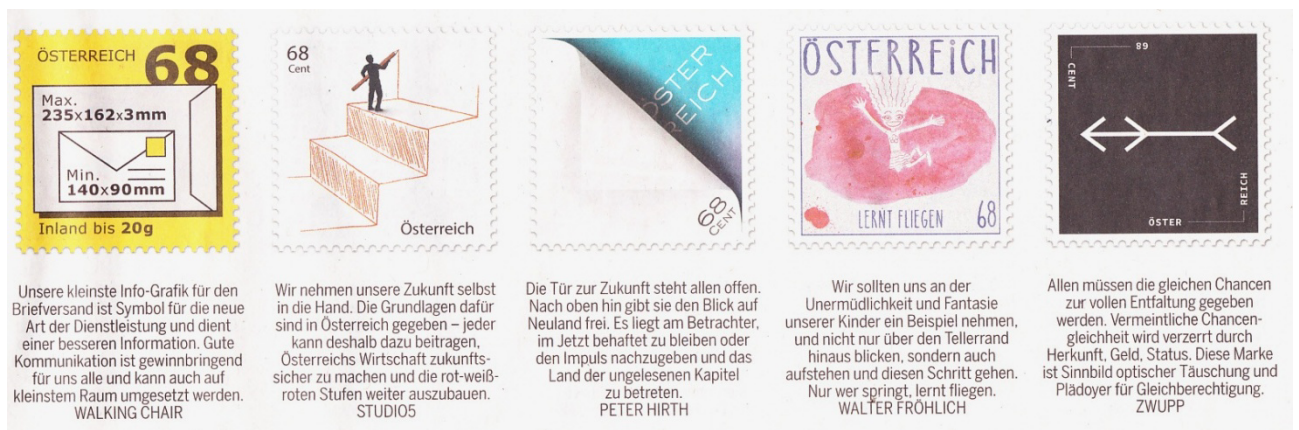 ÖSTERREICH 68
Max.
235x162x3mm
Min.
140x90mm
Inland bis 20g
Unsere kleinste Info-Grafik für den
Briefversand ist Symbol für die neue
Art der Dienstleistung und dient
einer besseren Information. Gute
Kommunikation ist gewinnbringend
für uns alle und kann auch auf
kleinstem Raum umgesetzt werden.
WALKING CHAIR
68
Cent
Österreich
Wir nehmen unsere Zukunft selbst
in die Hand. Die Grundlagen dafür
sind in Österreich gegeben – jeder
kann deshalb dazu beitragen,
Österreichs Wirtschaft zukunfts-
sicher zu machen und die rot-weiß-
roten Stufen weiter auszubauen.
STUDIO5
ÖSTER
REICH
68
CENT
Die Tür zur Zukunft steht allen offen.
Nach oben hin gibt sie den Blick auf
Neuland frei. Es liegt am Betrachter,
im Jetzt behaftet zu bleiben oder
den Impuls nachzugeben und das
Land der ungelesenen Kapitel
zu betreten.
PETER HIRTH
ÖSTERREiCH
LERNT FLIEGEN 68
Wir sollten uns an der
Unermüdlichkeit und Fantasie
unserer Kinder ein Beispiel nehmen,
und nicht nur über den Tellerrand
hinaus blicken, sondern auch
aufstehen und diesen Schritt gehen.
Nur wer springt, lernt fliegen.
WALTER FRÖHLICH
68
CENT
REICH
ÖSTER
Allen müssen die gleichen Chancen
zur vollen Entfaltung gegeben
werden. Vermeintliche Chancen-
gleichheit wird verzerrt durch
Herkunft, Geld, Status. Diese Marke
ist Sinnbild optischer Täuschung und
Plädoyer für Gleichberechtigung.
ZWUPP